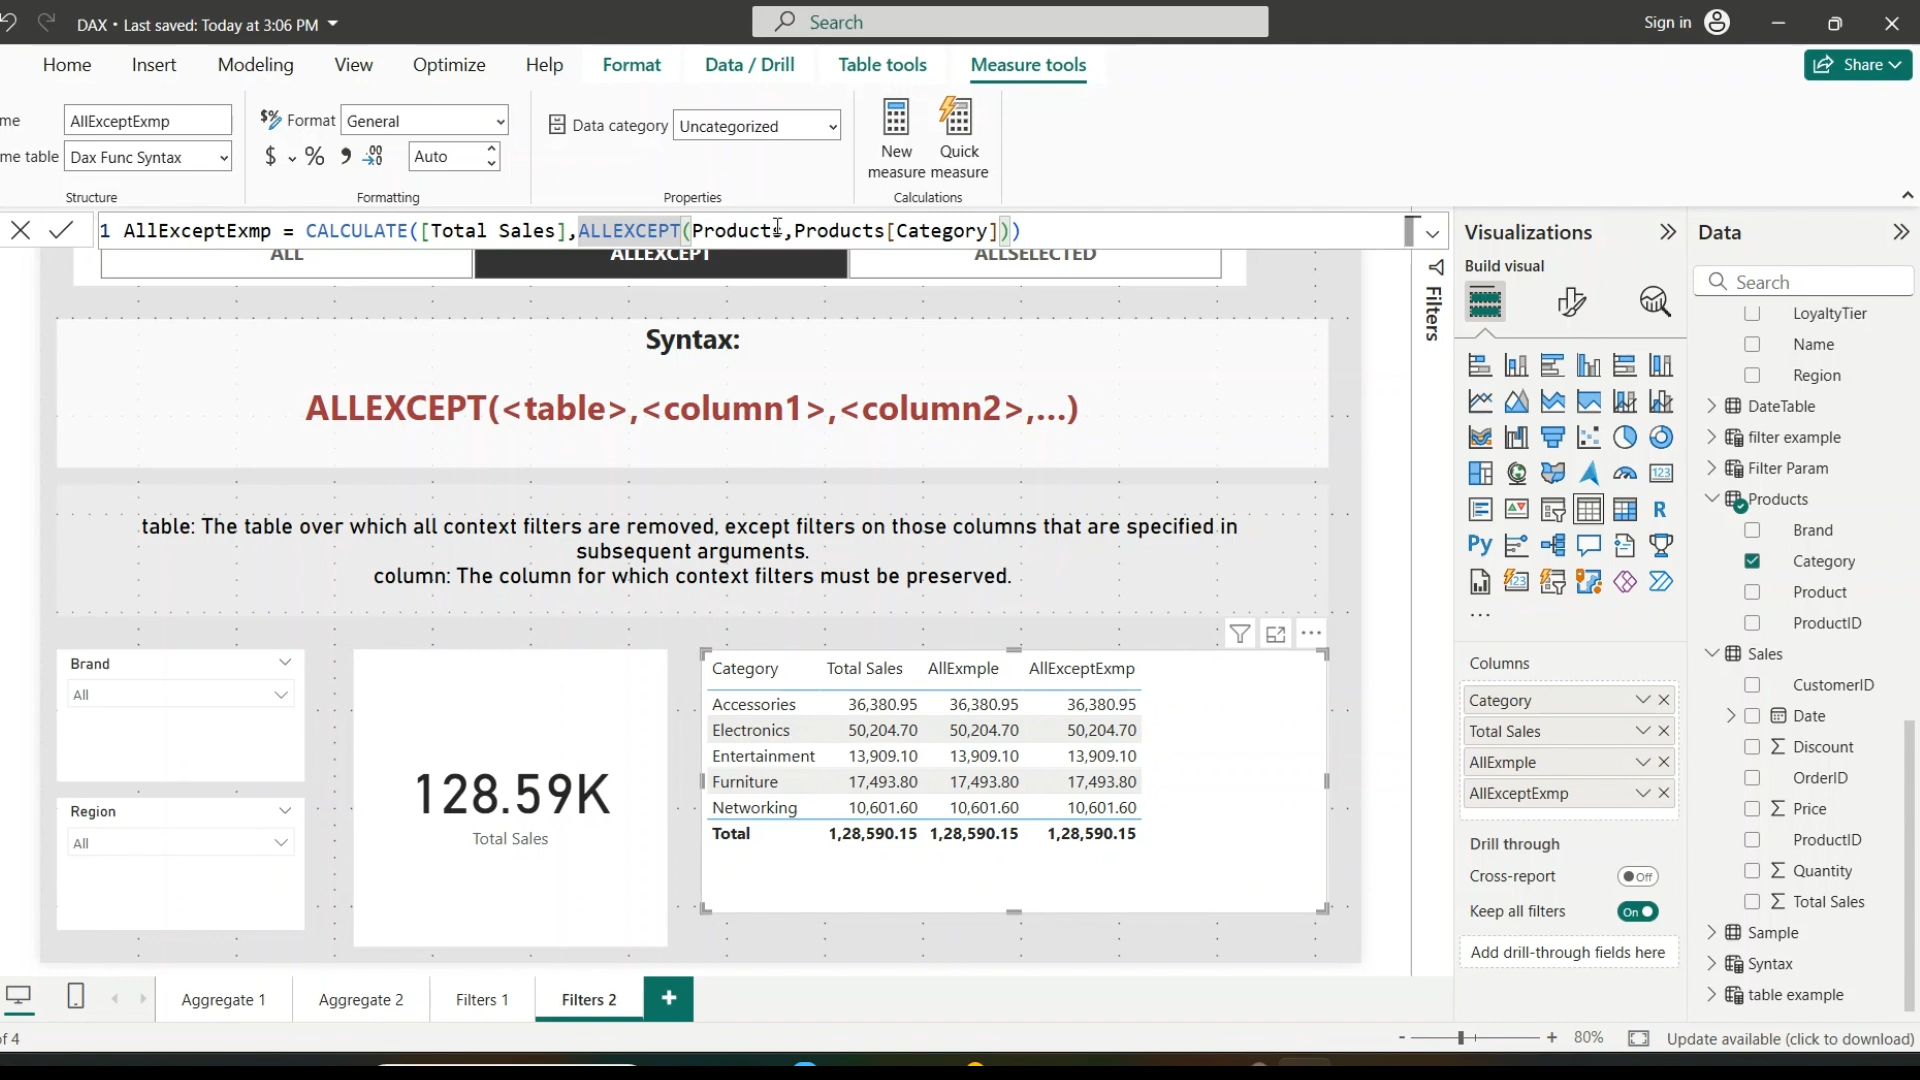 DAX • Last saved: Today at 3:06 PM
Search
Sign in
Home
Insert
Modeling
View
Optimize
Help
Format
Data / Drill
Table tools
Measure tools
Share
me
AllExceptExmp
me table
Dax Func Syntax
Structure
Format
General
$
%
Auto
Formatting
Data category
Uncategorized
Properties
New measure
Quick measure
Calculations
1 AllExceptExmp = CALCULATE([Total Sales],ALLEXCEPT(Products,Products[Category]))
ALL
ALLEXCEPT
ALLSELECTED
Syntax:
ALLEXCEPT(<table>,<column1>,<column2>,...)
table: The table over which all context filters are removed, except filters on those columns that are specified in
subsequent arguments.
column: The column for which context filters must be preserved.
Brand
All
Region
All
128.59K
Total Sales
Category Total Sales AllExmple AllExceptExmp
Accessories 36,380.95 36,380.95 36,380.95
Electronics 50,204.70 50,204.70 50,204.70
Entertainment 13,909.10 13,909.10 13,909.10
Furniture 17,493.80 17,493.80 17,493.80
Networking 10,601.60 10,601.60 10,601.60
Total 1,28,590.15 1,28,590.15 1,28,590.15
Filters
Visualizations
Build visual
123
R
Py
123
...
Columns
Category
Total Sales
AllExmple
AllExceptExmp
Drill through
Cross-report
Off
Keep all filters
On
Add drill-through fields here
Data
Search
LoyaltyTier
Name
Region
DateTable
filter example
Filter Param
Products
Brand
Category
Product
ProductID
Sales
CustomerID
Date
Discount
OrderID
Price
ProductID
Quantity
Total Sales
Sample
Syntax
table example
Aggregate 1
Aggregate 2
Filters 1
Filters 2
+
of 4
- + 80%
Update available (click to download)